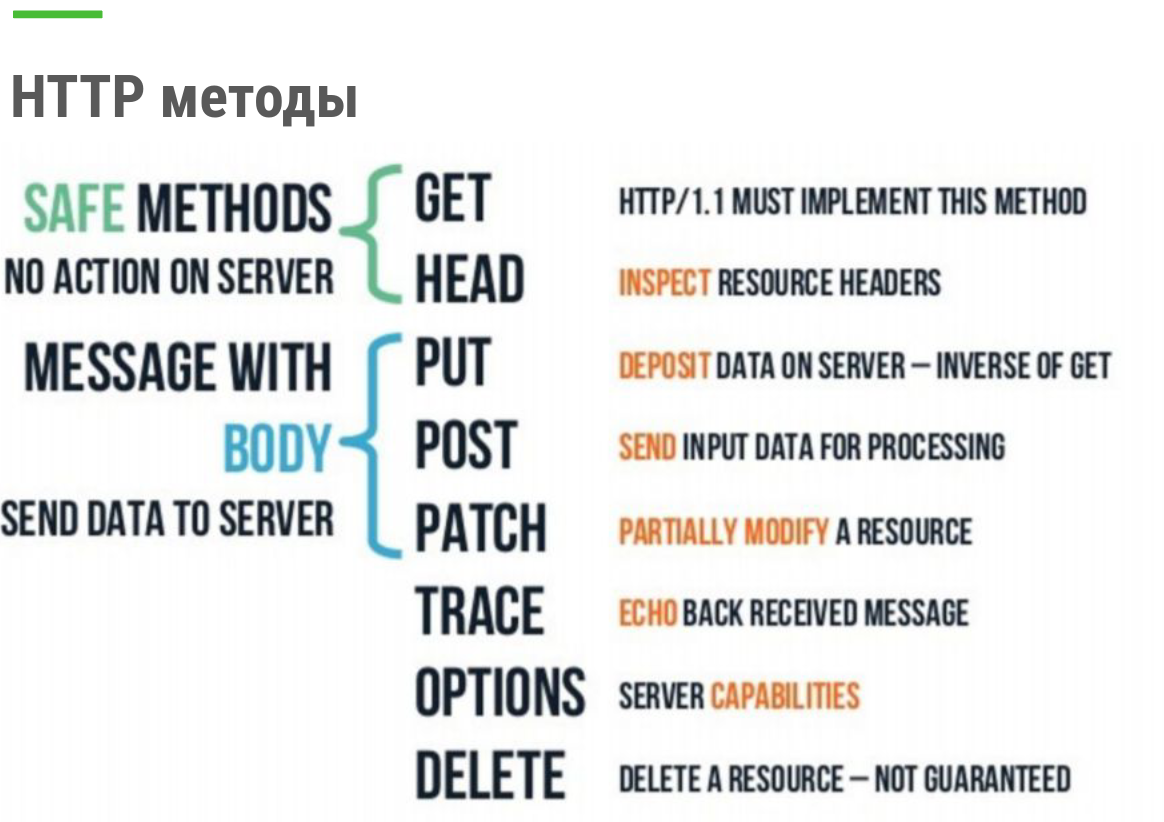 HTTP методы
SAFE METHODS
NO ACTION ON SERVER
GET HTTP/1.1 MUST IMPLEMENT THIS METHOD
HEAD INSPECT RESOURCE HEADERS
MESSAGE WITH
BODY
SEND DATA TO SERVER
PUT DEPOSIT DATA ON SERVER – INVERSE OF GET
POST SEND INPUT DATA FOR PROCESSING
PATCH PARTIALLY MODIFY A RESOURCE
TRACE ECHO BACK RECEIVED MESSAGE
OPTIONS SERVER CAPABILITIES
DELETE DELETE A RESOURCE – NOT GUARANTEED